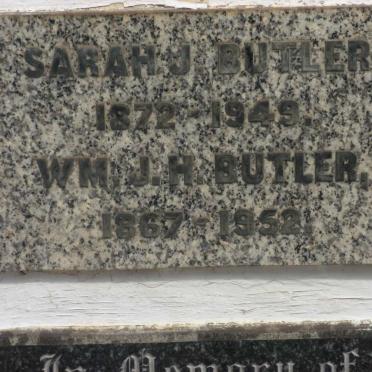 SARAH J. BUTLER
1872 - 1949.
WM. J. H. BUTLER,
1867 - 1952.
In Memory of